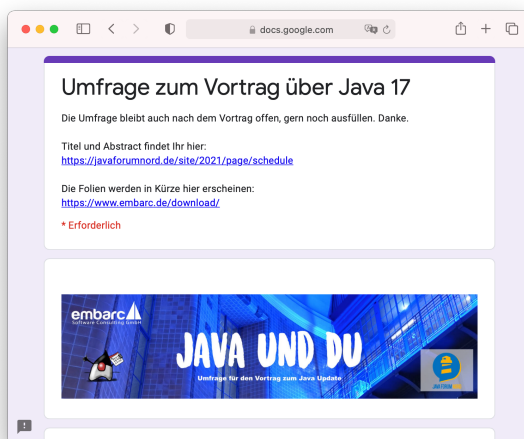 docs.google.com
Umfrage zum Vortrag über Java 17
Die Umfrage bleibt auch nach dem Vortrag offen, gern noch ausfüllen. Danke.
Titel und Abstract findet Ihr hier:
https://javaforumnord.de/site/2021/page/schedule
Die Folien werden in Kürze hier erscheinen:
https://www.embarc.de/download/
* Erforderlich
embarc
Software Consulting GmbH
JAVA UND DU
Umfrage für den Vortrag zum Java Update
JAVA FORUM NORD